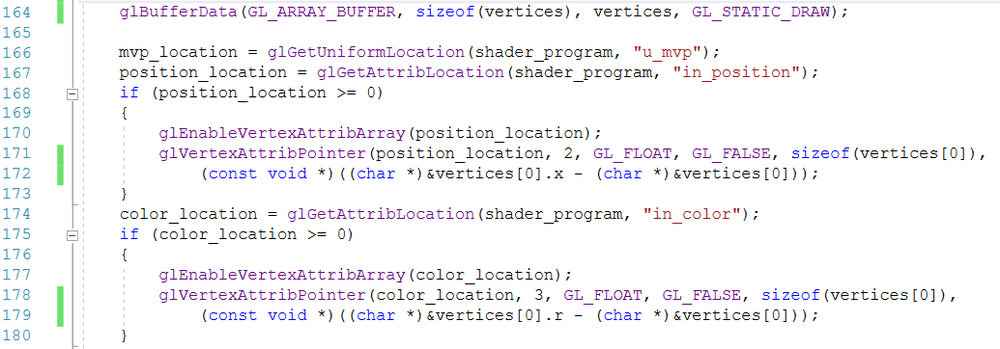 164 glBufferData(GL_ARRAY_BUFFER, sizeof(vertices), vertices, GL_STATIC_DRAW);
165
166 mvp_location = glGetUniformLocation(shader_program, "u_mvp");
167 position_location = glGetAttribLocation(shader_program, "in_position");
168 if (position_location >= 0)
169 {
170 glEnableVertexAttribArray(position_location);
171 glVertexAttribPointer(position_location, 2, GL_FLOAT, GL_FALSE, sizeof(vertices[0]),
172 (const void *)((char *)&vertices[0].x - (char *)&vertices[0]));
173 }
174 color_location = glGetAttribLocation(shader_program, "in_color");
175 if (color_location >= 0)
176 {
177 glEnableVertexAttribArray(color_location);
178 glVertexAttribPointer(color_location, 3, GL_FLOAT, GL_FALSE, sizeof(vertices[0]),
179 (const void *)((char *)&vertices[0].r - (char *)&vertices[0]));
180 }